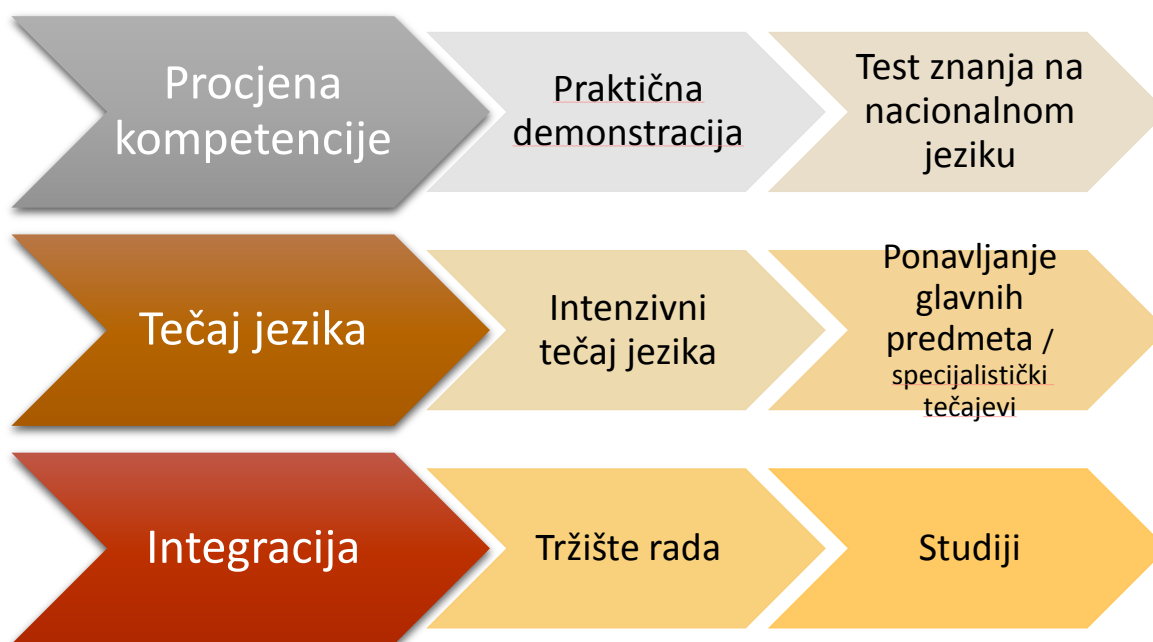 Procjena
kompetencije
Praktična
demonstracija
Test znanja na
nacionalnom
jeziku
Tečaj jezika
Intenzivni
tečaj jezika
Ponavljanje
glavnih
predmeta /
specijalistički
tečajevi
Integracija
Tržište rada
Studiji